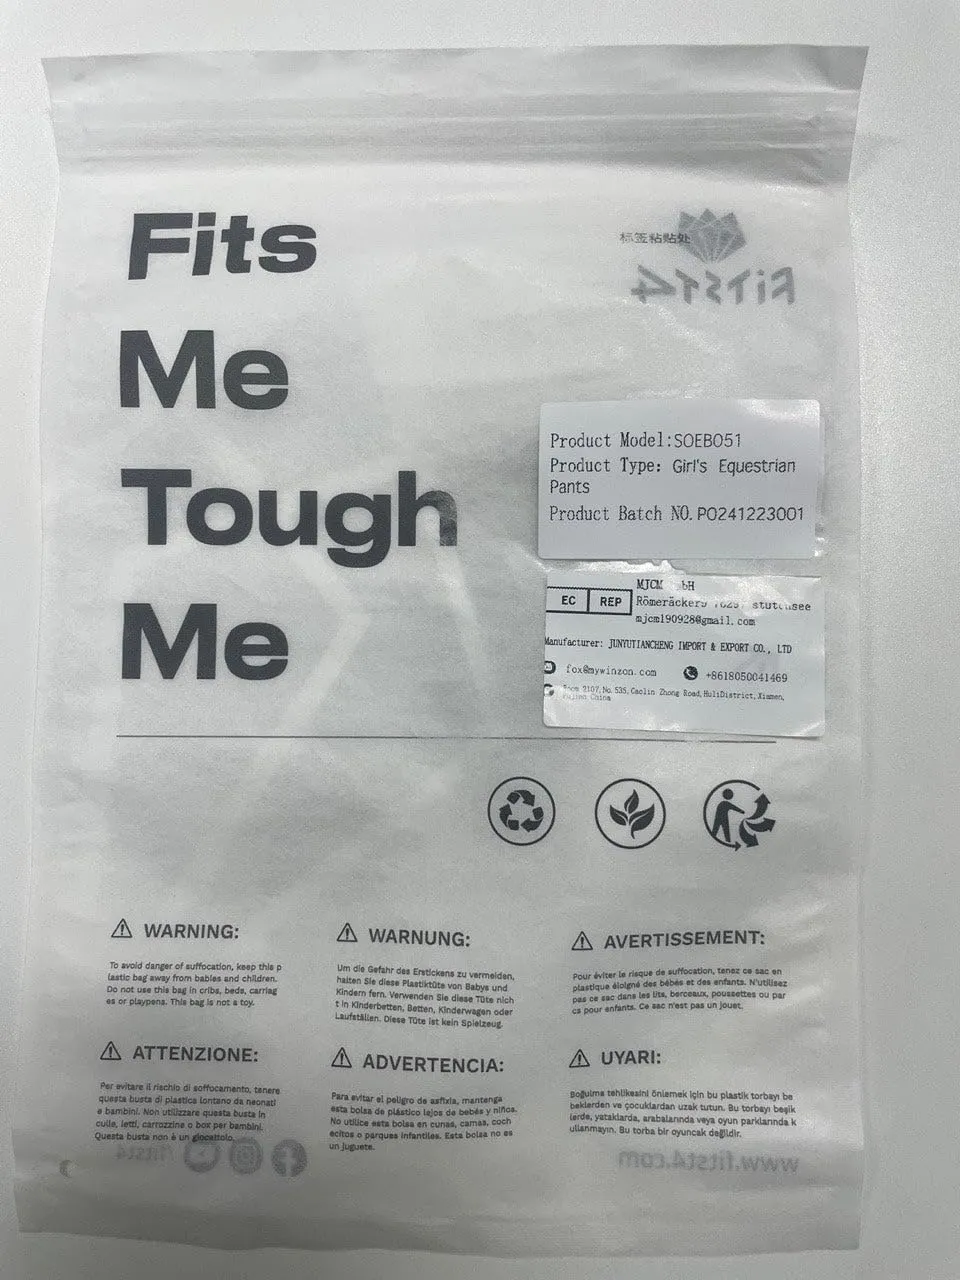 Fits
Me
Tough
Me
标签粘贴处
FiTST4
Product Model:SOEB051
Product Type: Girl's Equestrian
Pants
Product Batch NO. PO241223001
EC REP
MJCM bH
Römeräcker9 stutensee
mjcm190928@gmail.com
Manufacturer: JUNYUTIANCHENG IMPORT & EXPORT CO., LTD
fox@mywinzon.com
+8618050041469
Room 2107, No. 535, Caolin Zhong Road, HuliDistrict, Xiamen,
Fujian China
WARNING:
To avoid danger of suffocation, keep this p
lastic bag away from babies and children.
Do not use this bag in cribs, beds, carriag
es or playpens. This bag is not a toy.
WARNUNG:
Um die Gefahr des Erstickens zu vermeiden,
halten Sie diese Plastiktüte von Babys und
Kindern fern. Verwenden Sie diese Tüte nich
t in Kinderbetten, Betten, Kinderwagen oder
Laufställen. Diese Tüte ist kein Spielzeug.
AVERTISSEMENT:
Pour éviter le risque de suffocation, tenez ce sac en
plastique éloigné des bébés et des enfants. N'utilisez
pas ce sac dans les lits, berceaux, poussettes ou par
cs pour enfants. Ce sac n'est pas un jouet.
ATTENZIONE:
Per evitare il rischio di soffocamento, tenere
questa busta di plastica lontano da neonati
e bambini. Non utilizzare questa busta in
culle, letti, carrozzine o box per bambini.
Questa busta non è un giocattolo.
ADVERTENCIA:
Para evitar el peligro de asfixia, mantenga
esta bolsa de plástico lejos de bebés y niños.
No utilice esta bolsa en cunas, camas, coch
ecitos o parques infantiles. Esta bolsa no es
un juguete.
UYARI:
Boğulma tehlikesini önlemek için bu plastik torbayı be
beklerden ve çocuklardan uzak tutun. Bu torbayı beşik
lerde, yataklarda, arabalarında veya oyun parklarında k
ullanmayın. Bu torba bir oyuncak değildir.
/fitst4
www.fitst4.com